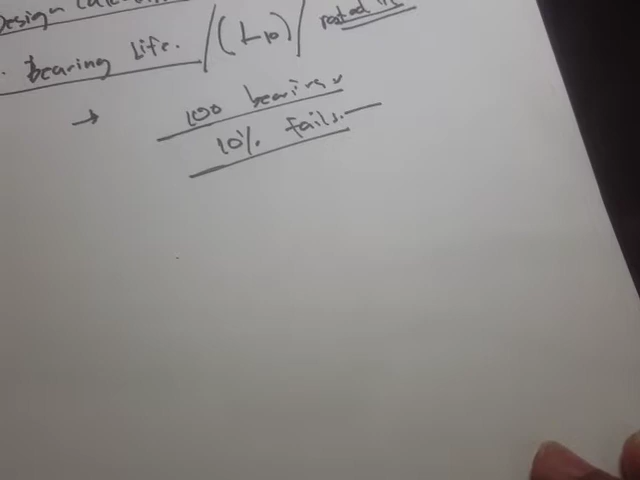 Design
Bearing Life. / (L10) / rated
→ 100 bearings
10% fails.